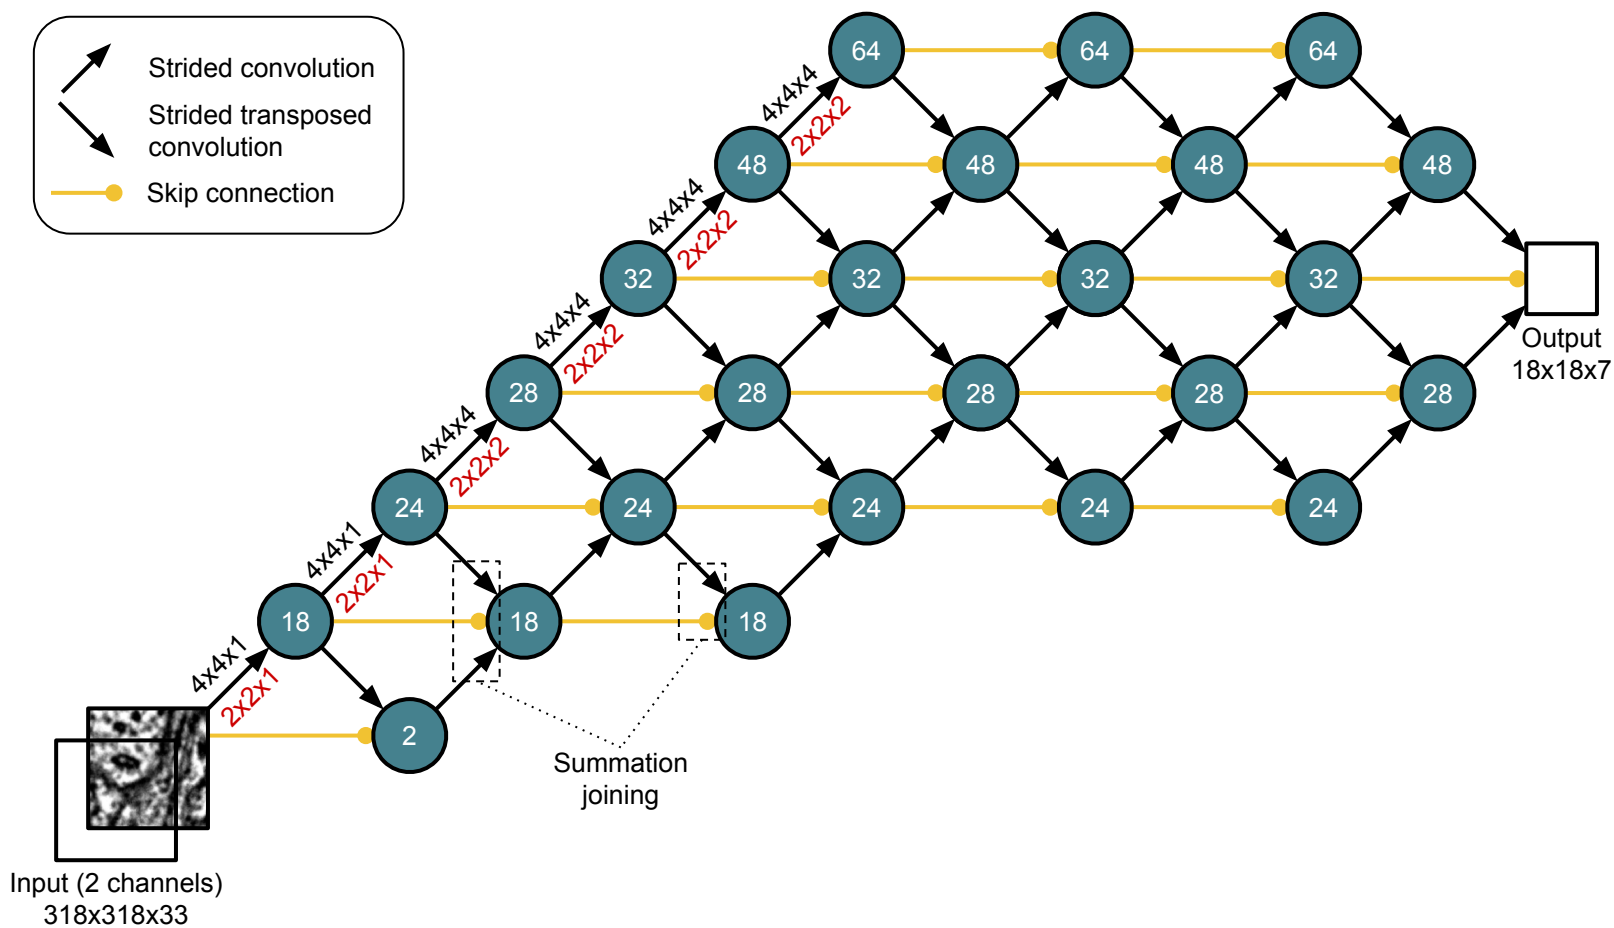 Strided convolution
Strided transposed
convolution
Skip connection
64 64 64
4x4x4
2x2x2
48 48 48 48
4x4x4
2x2x2
32 32 32 32
4x4x4
2x2x2
Output
18x18x7
28 28 28 28 28
4x4x4
2x2x2
24 24 24 24 24
4x4x1
2x2x1
18 18 18
4x4x1
2x2x1
2
Summation
joining
Input (2 channels)
318x318x33